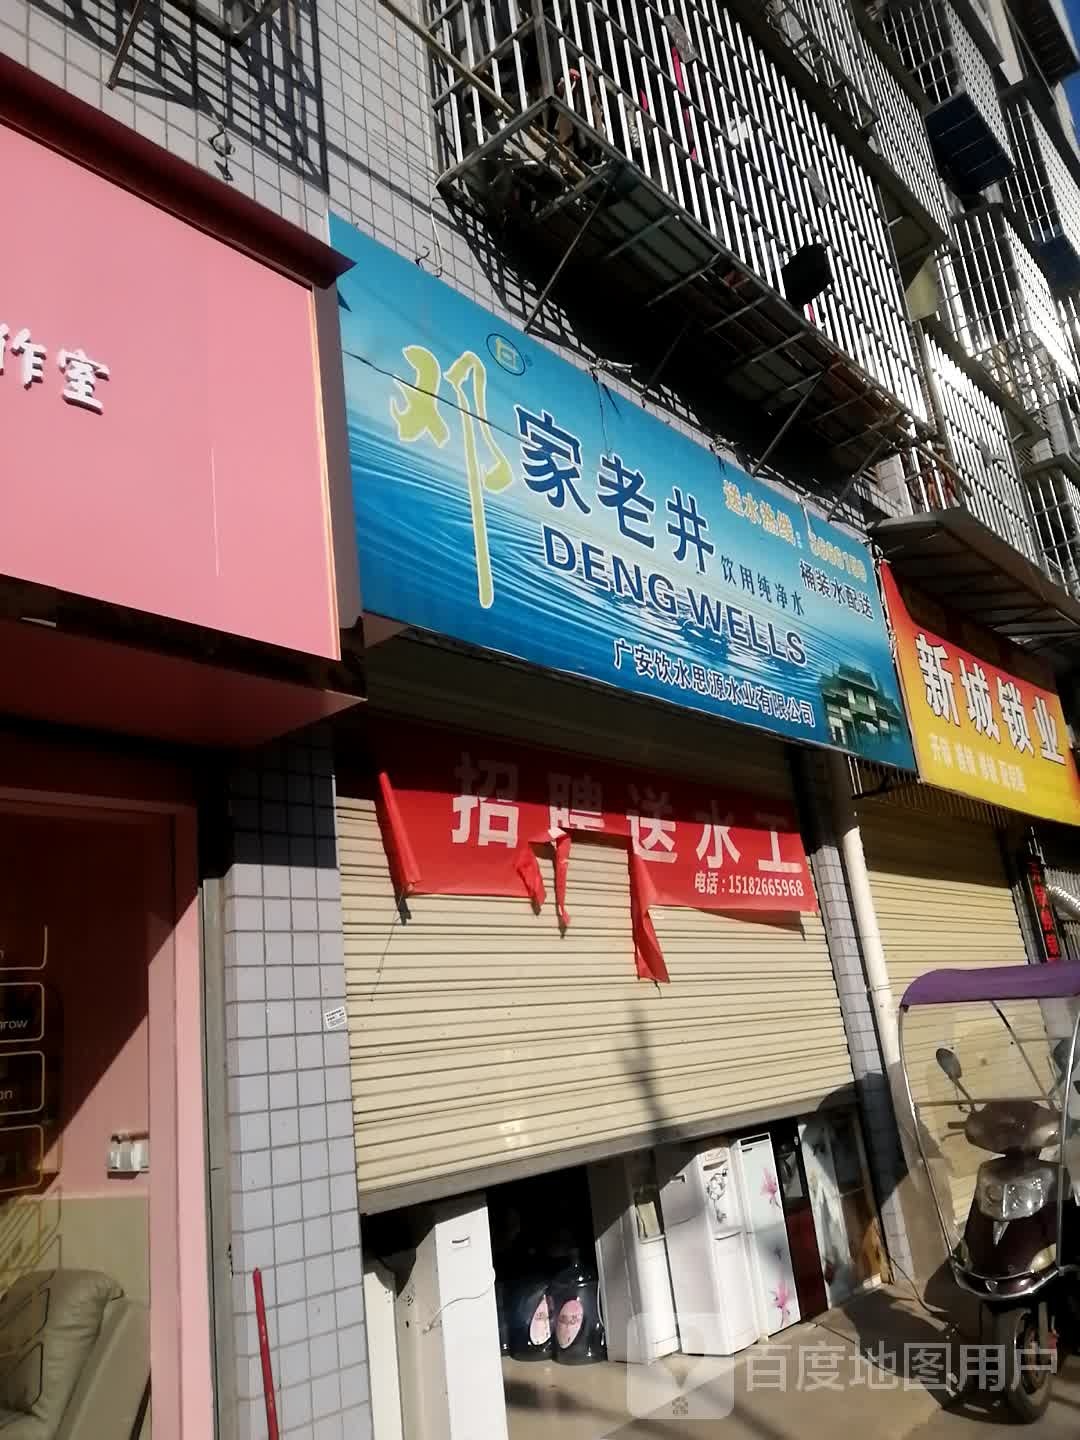 作室
邓家老井
®
DENG WELLS
饮用纯净水
送水热线:
桶装水配送
广安饮水思源水业有限公司
招聘送水工
电话:15182665968
新城锁业
百度地图用户